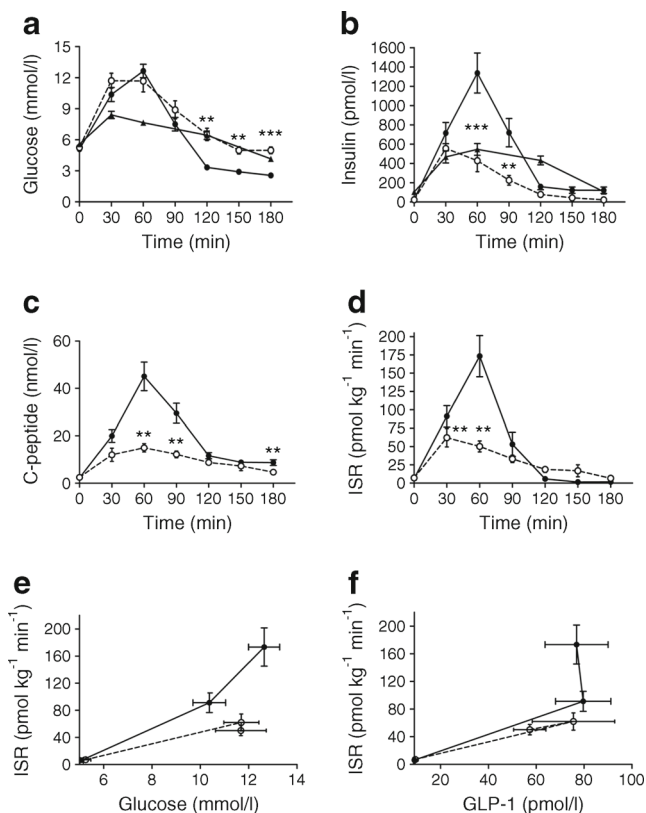 a
Glucose (mmol/l)
15
12
9
6
3
0
** ** ***
0 30 60 90 120 150 180
Time (min)
b
Insulin (pmol/l)
1600
1400
1200
1000
800
600
400
200
0
***
**
0 30 60 90 120 150 180
Time (min)
c
C-peptide (nmol/l)
60
40
20
0
** ** **
0 30 60 90 120 150 180
Time (min)
d
ISR (pmol kg⁻¹ min⁻¹)
200
175
150
125
100
75
50
25
0
** **
0 30 60 90 120 150 180
Time (min)
e
ISR (pmol kg⁻¹ min⁻¹)
160
200
120
80
40
0
6 8 10 12 14
Glucose (mmol/l)
f
ISR (pmol kg⁻¹ min⁻¹)
200
160
120
80
40
0
0 20 40 60 80 100
GLP-1 (pmol/l)